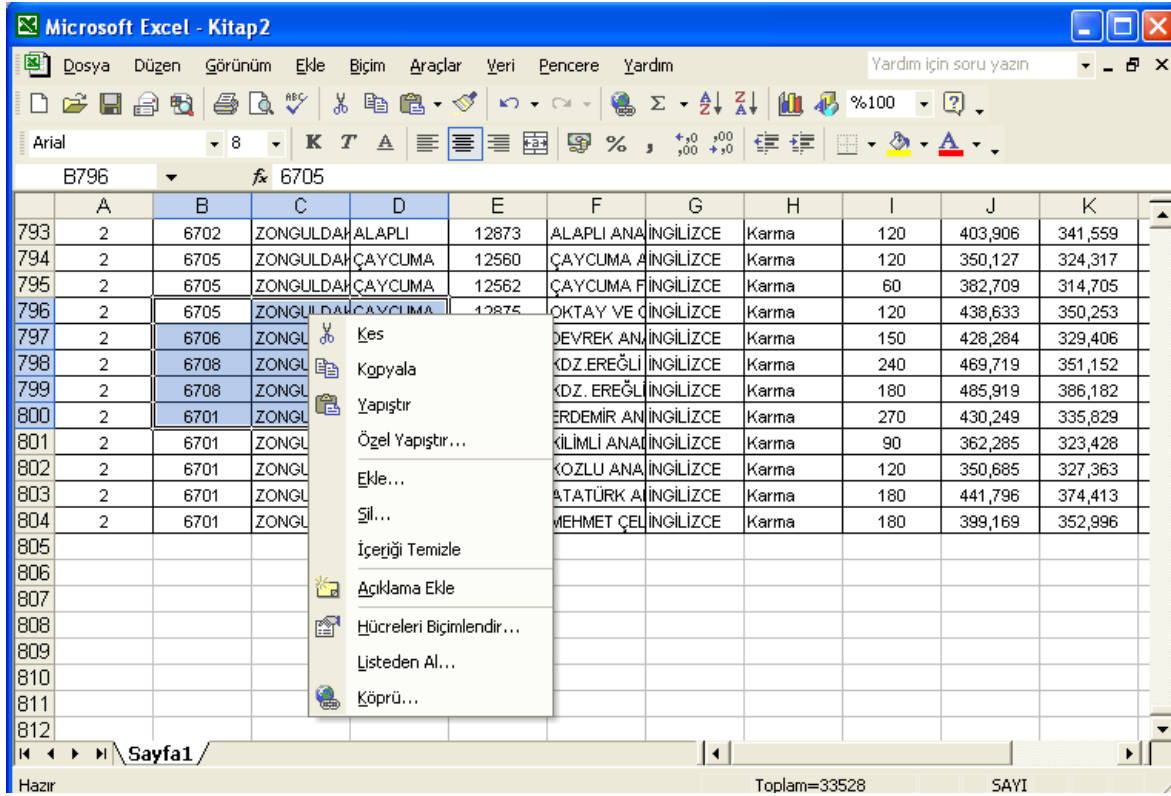 Microsoft Excel - Kitap2
Dosya Düzen Görünüm Ekle Biçim Araçlar Veri Pencere Yardım Yardım için soru yazın
ABC Σ A Z Z A %100 ?
Arial 8 K T A % , ,0 ,00 ,00 ,0 A
B796 fx 6705
A B C D E F G H I J K
793 2 6702 ZONGULDAK ALAPLI 12873 ALAPLI ANA İNGİLİZCE Karma 120 403,906 341,559
794 2 6705 ZONGULDAK ÇAYCUMA 12560 ÇAYCUMA A İNGİLİZCE Karma 120 350,127 324,317
795 2 6705 ZONGULDAK ÇAYCUMA 12562 ÇAYCUMA F İNGİLİZCE Karma 60 382,709 314,705
796 2 6705 ZONGULDAK ÇAYCUMA 12875 OKTAY VE İNGİLİZCE Karma 120 438,633 350,253
797 2 6706 ZONGU Kes DEVREK AN İNGİLİZCE Karma 150 428,284 329,406
798 2 6708 ZONGU Kopyala KDZ.EREĞLİ İNGİLİZCE Karma 240 469,719 351,152
799 2 6708 ZONGU KDZ. EREĞLİ İNGİLİZCE Karma 180 485,919 386,182
800 2 6701 ZONGU Yapıştır ERDEMİR AN İNGİLİZCE Karma 270 430,249 335,829
801 2 6701 ZONGU Özel Yapıştır... KİLİMLİ ANA İNGİLİZCE Karma 90 362,285 323,428
802 2 6701 ZONGU Ekle... KOZLU ANA İNGİLİZCE Karma 120 350,685 327,363
803 2 6701 ZONGU ATATÜRK A İNGİLİZCE Karma 180 441,796 374,413
804 2 6701 ZONGU Sil... MEHMET ÇEL İNGİLİZCE Karma 180 399,169 352,996
805 İçeriği Temizle
806
807 Açıklama Ekle
808 Hücreleri Biçimlendir...
809
810 Listeden Al...
811 Köprü...
812
Sayfa1
Hazır Toplam=33528 SAYI